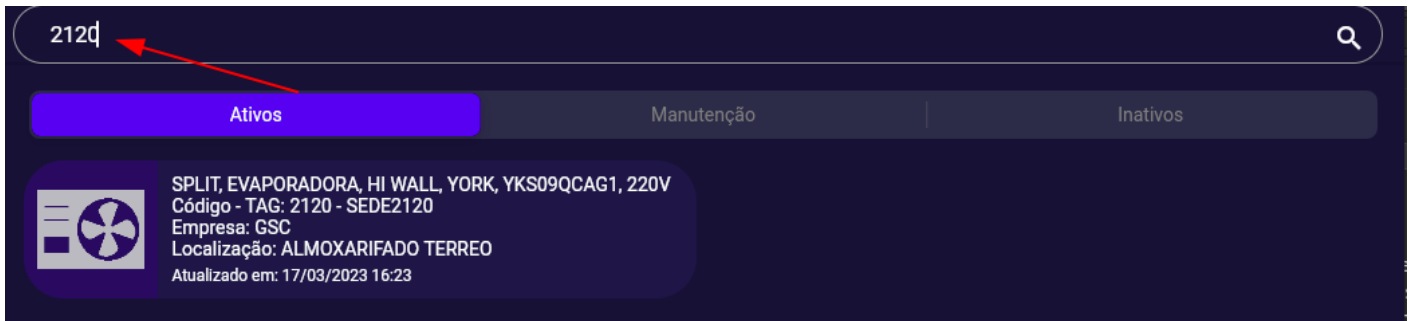 2120
Ativos
Manutenção
Inativos
SPLIT, EVAPORADORA, HI WALL, YORK, YKS09QCAG1, 220V
Código - TAG: 2120 - SEDE2120
Empresa: GSC
Localização: ALMOXARIFADO TERREO
Atualizado em: 17/03/2023 16:23